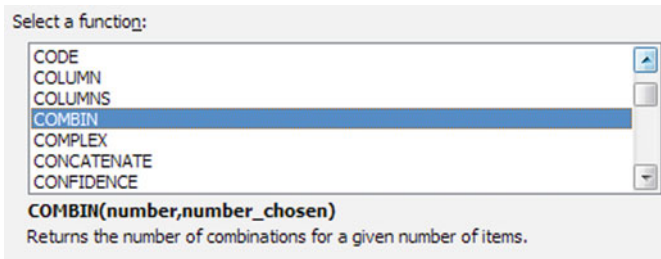 Select a function:
CODE
COLUMN
COLUMNS
COMBIN
COMPLEX
CONCATENATE
CONFIDENCE
COMBIN(number,number_chosen)
Returns the number of combinations for a given number of items.